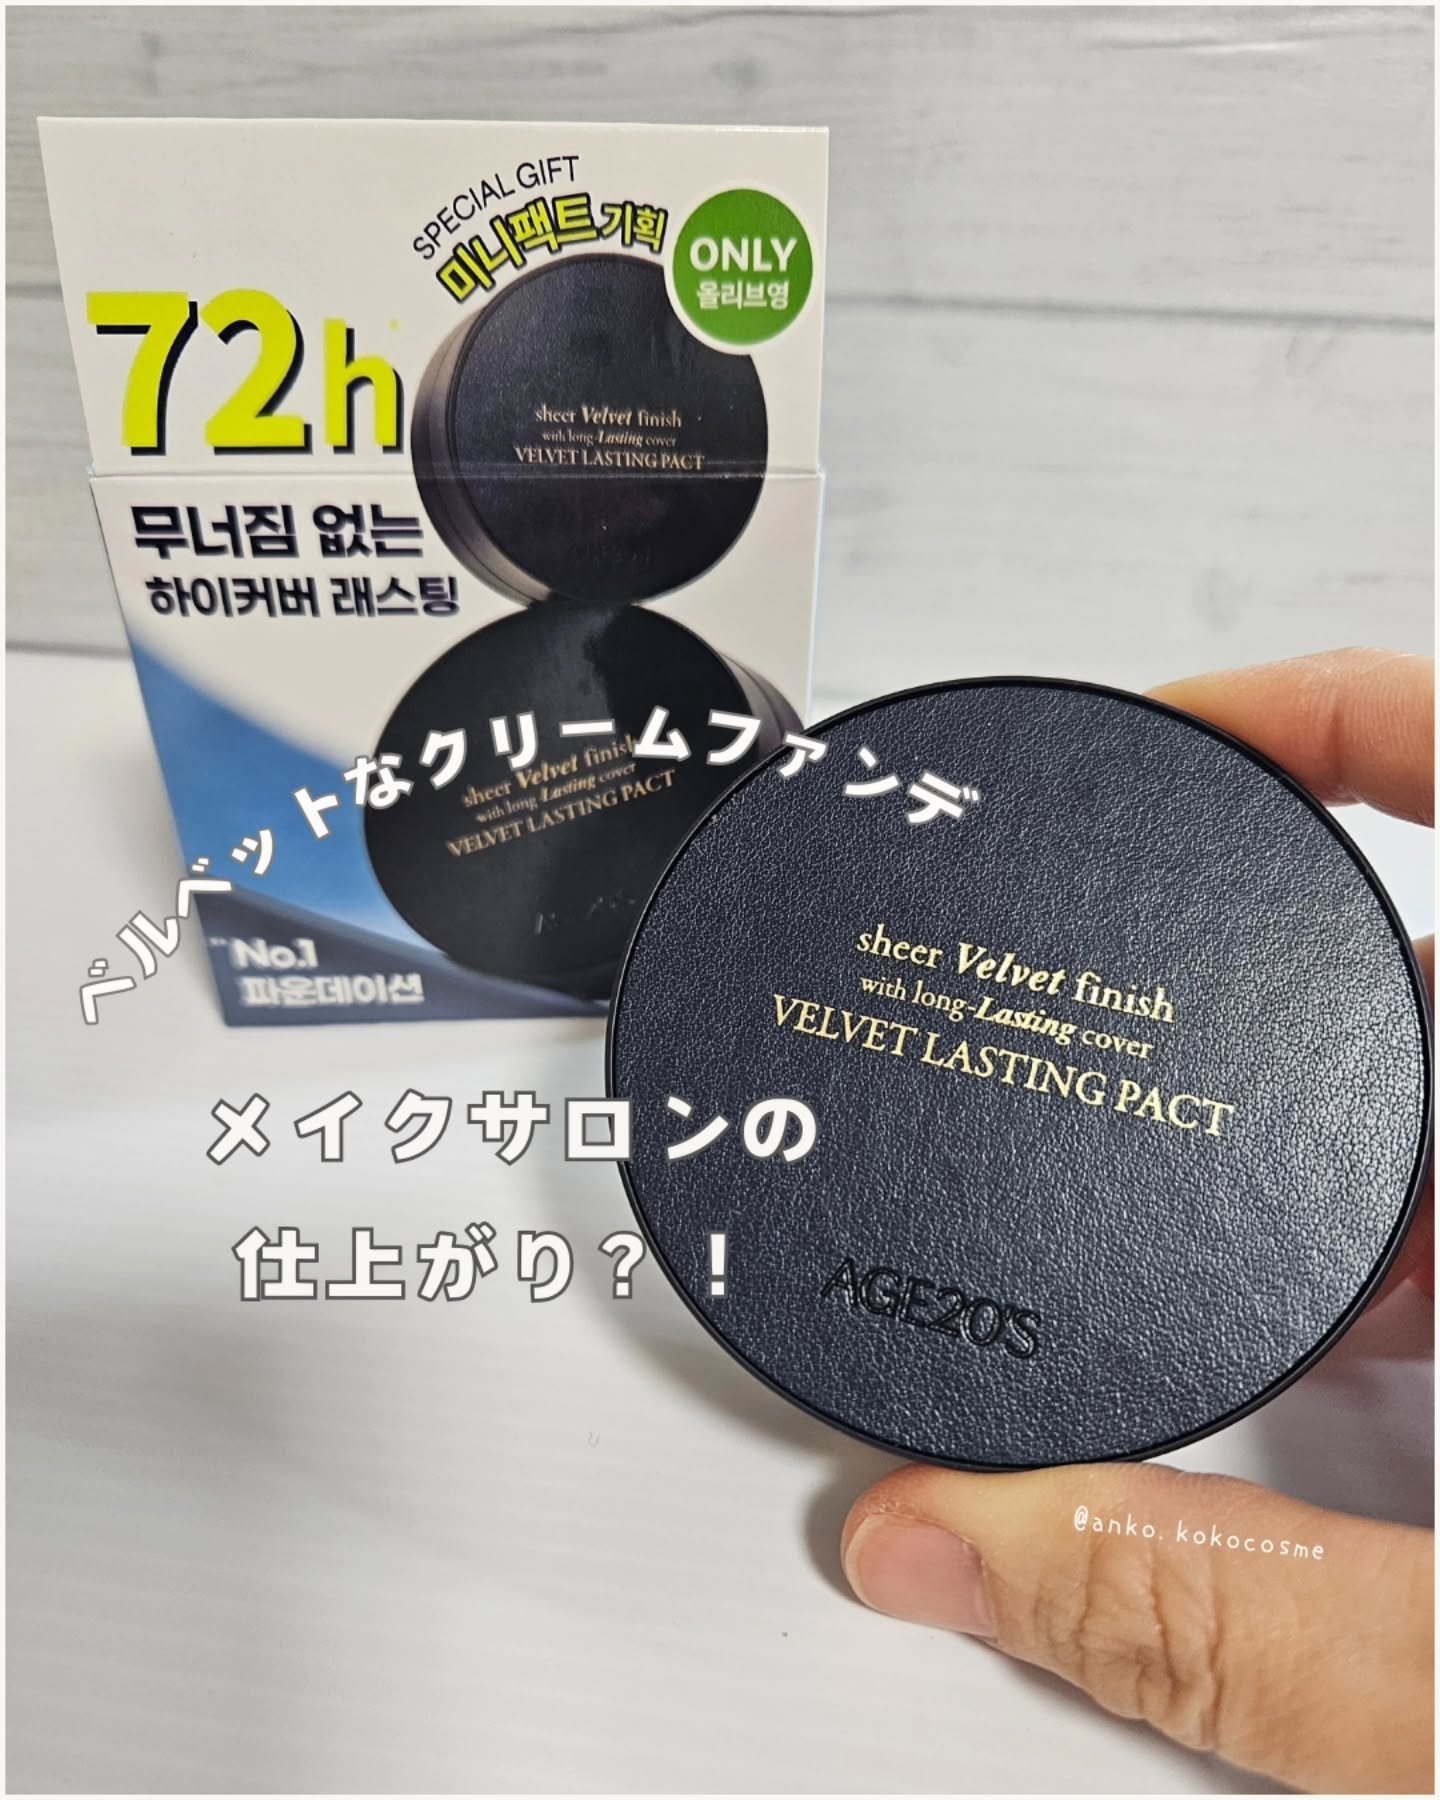 SPECIAL GIFT
미니팩트 기획
ONLY
올리브영
72h
sheer Velvet finish
with long-Lasting cover
VELVET LASTING PACT
무너짐 없는
하이커버 래스팅
sheer Velvet finish
with long-Lasting cover
VELVET LASTING PACT
No.1
파운데이션
ベルベットなクリームファンデ
sheer Velvet finish
with long-Lasting cover
VELVET LASTING PACT
AGE20'S
メイクサロンの
仕上がり?!
@anko.kokocosme